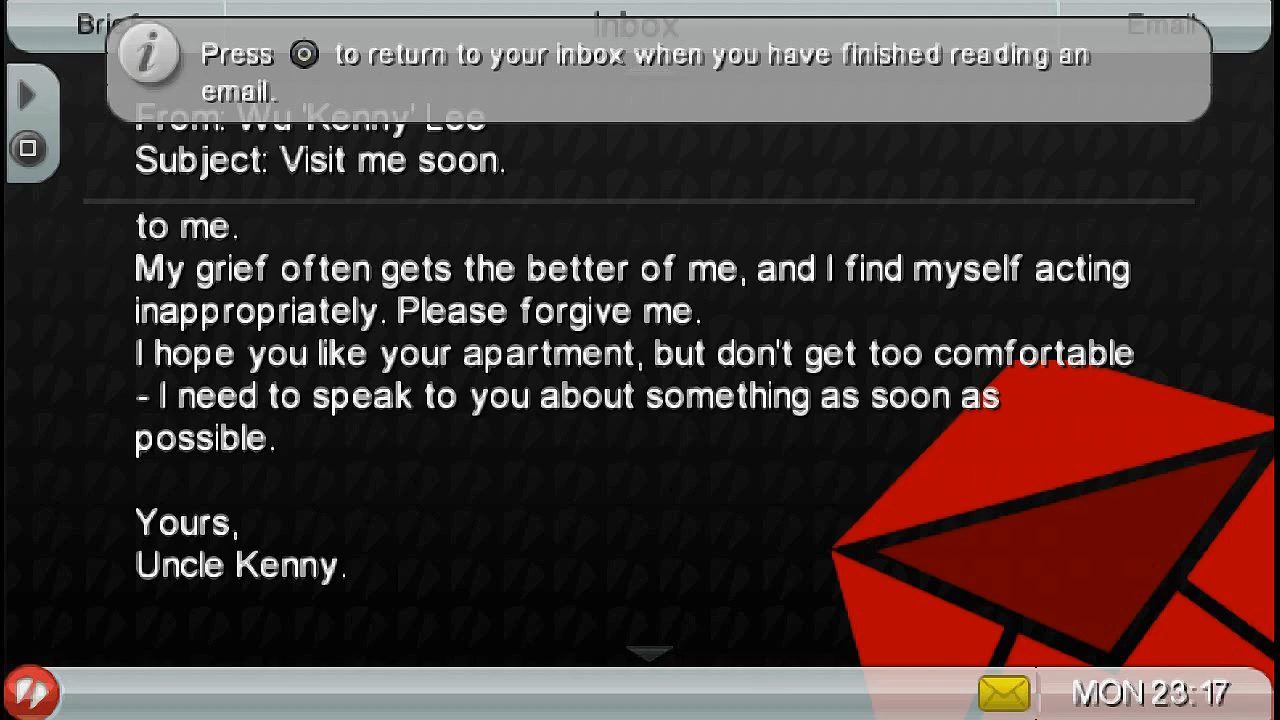 Brief
Inbox
Email
Press to return to your inbox when you have finished reading an
email.
From: Wu 'Kenny' Lee
Subject: Visit me soon.
to me.
My grief often gets the better of me, and I find myself acting
inappropriately. Please forgive me.
I hope you like your apartment, but don't get too comfortable
- I need to speak to you about something as soon as
possible.
Yours,
Uncle Kenny.
MON 23:17